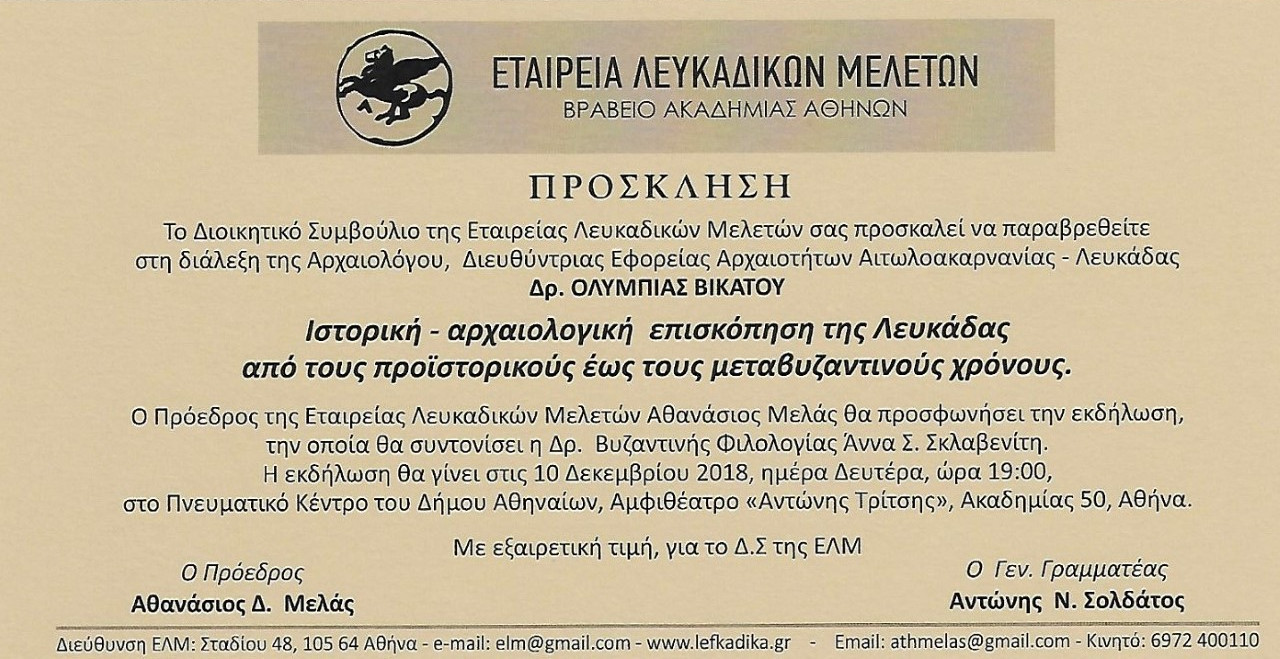 ΕΤΑΙΡΕΙΑ ΛΕΥΚΑΔΙΚΩΝ ΜΕΛΕΤΩΝ
ΒΡΑΒΕΙΟ ΑΚΑΔΗΜΙΑΣ ΑΘΗΝΩΝ
ΠΡΟΣΚΛΗΣΗ
Το Διοικητικό Συμβούλιο της Εταιρείας Λευκαδικών Μελετών σας προσκαλεί να παραβρεθείτε
στη διάλεξη της Αρχαιολόγου, Διευθύντριας Εφορείας Αρχαιοτήτων Αιτωλοακαρνανίας - Λευκάδας
Δρ. ΟΛΥΜΠΙΑΣ ΒΙΚΑΤΟΥ
Ιστορική - αρχαιολογική επισκόπηση της Λευκάδας
από τους προϊστορικούς έως τους μεταβυζαντινούς χρόνους.
Ο Πρόεδρος της Εταιρείας Λευκαδικών Μελετών Αθανάσιος Μελάς θα προσφωνήσει την εκδήλωση,
την οποία θα συντονίσει η Δρ. Βυζαντινής Φιλολογίας Άννα Σ. Σκλαβενίτη.
Η εκδήλωση θα γίνει στις 10 Δεκεμβρίου 2018, ημέρα Δευτέρα, ώρα 19:00,
στο Πνευματικό Κέντρο του Δήμου Αθηναίων, Αμφιθέατρο «Αντώνης Τρίτσης», Ακαδημίας 50, Αθήνα.
Με εξαιρετική τιμή, για το Δ.Σ της ΕΛΜ
Ο Πρόεδρος
Αθανάσιος Δ. Μελάς
Ο Γεν. Γραμματέας
Αντώνης Ν. Σολδάτος
Διεύθυνση ΕΛΜ: Σταδίου 48, 105 64 Αθήνα - e-mail: elm@gmail.com - www.lefkadika.gr - Email: athmelas@gmail.com - Κινητό: 6972 400110